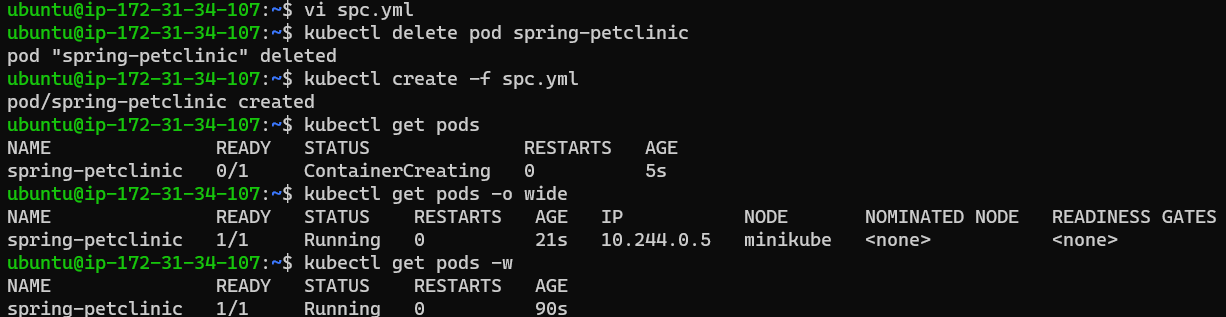 ubuntu@ip-172-31-34-107:~$ vi spc.yml
ubuntu@ip-172-31-34-107:~$ kubectl delete pod spring-petclinic
pod "spring-petclinic" deleted
ubuntu@ip-172-31-34-107:~$ kubectl create -f spc.yml
pod/spring-petclinic created
ubuntu@ip-172-31-34-107:~$ kubectl get pods
NAME               READY   STATUS              RESTARTS   AGE
spring-petclinic   0/1     ContainerCreating   0          5s
ubuntu@ip-172-31-34-107:~$ kubectl get pods -o wide
NAME               READY   STATUS    RESTARTS   AGE   IP           NODE       NOMINATED NODE   READINESS GATES
spring-petclinic   1/1     Running   0          21s   10.244.0.5   minikube   <none>           <none>
ubuntu@ip-172-31-34-107:~$ kubectl get pods -w
NAME               READY   STATUS    RESTARTS   AGE
spring-petclinic   1/1     Running   0          90s